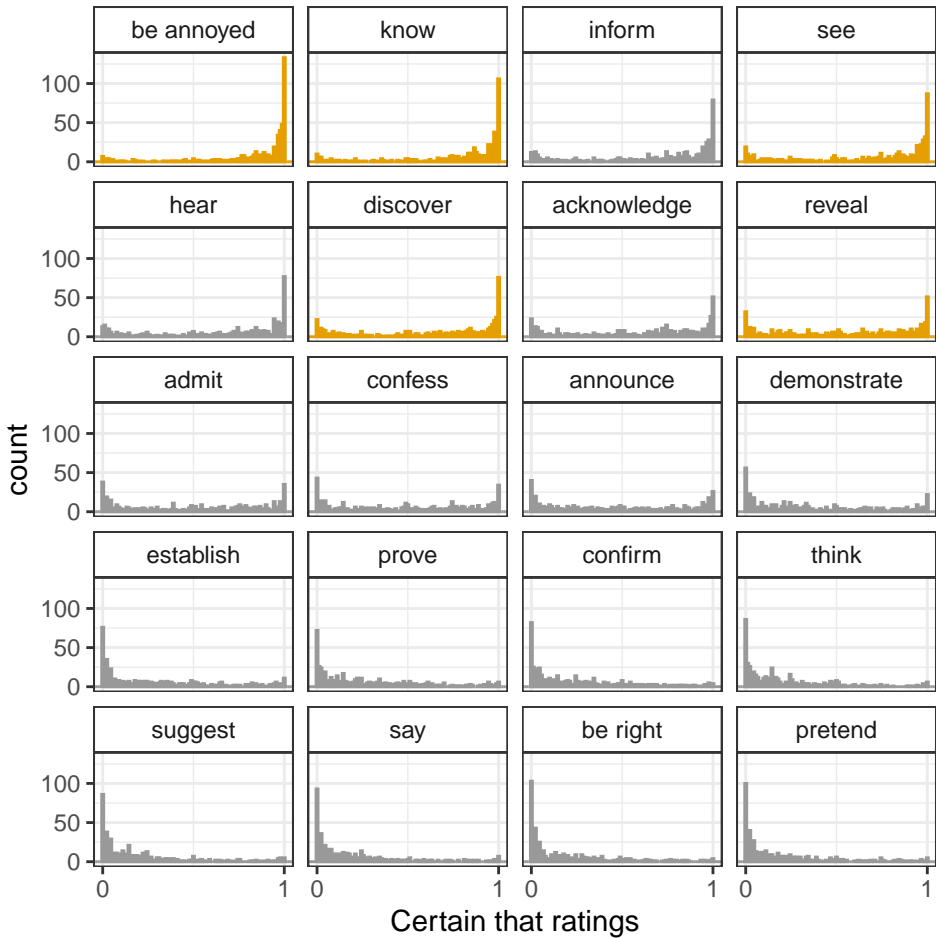 be annoyed know inform see
100
50
0
hear discover acknowledge reveal
100
50
0
admit confess announce demonstrate
100
50
0
count
establish prove confirm think
100
50
0
suggest say be right pretend
100
50
0
0 1 0 1 0 1 0 1
Certain that ratings